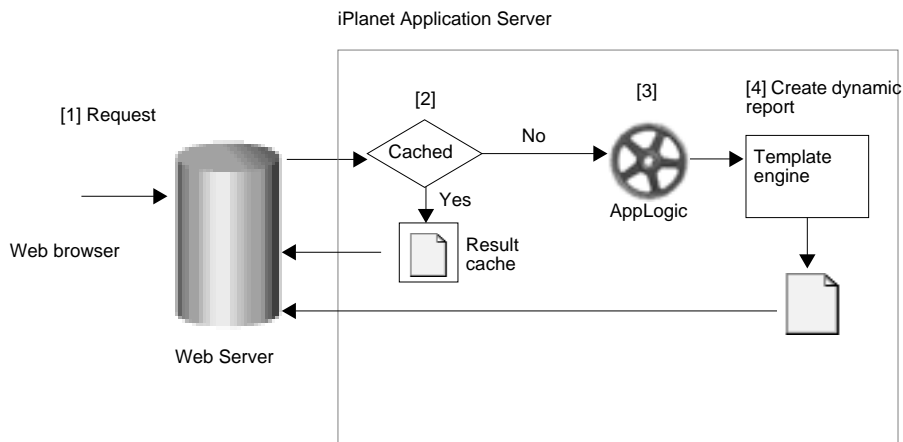 iPlanet Application Server
[1] Request
[2]
[3]
[4] Create dynamic
report
Cached
No
Template
engine
Yes
AppLogic
Web browser
Result
cache
Web Server